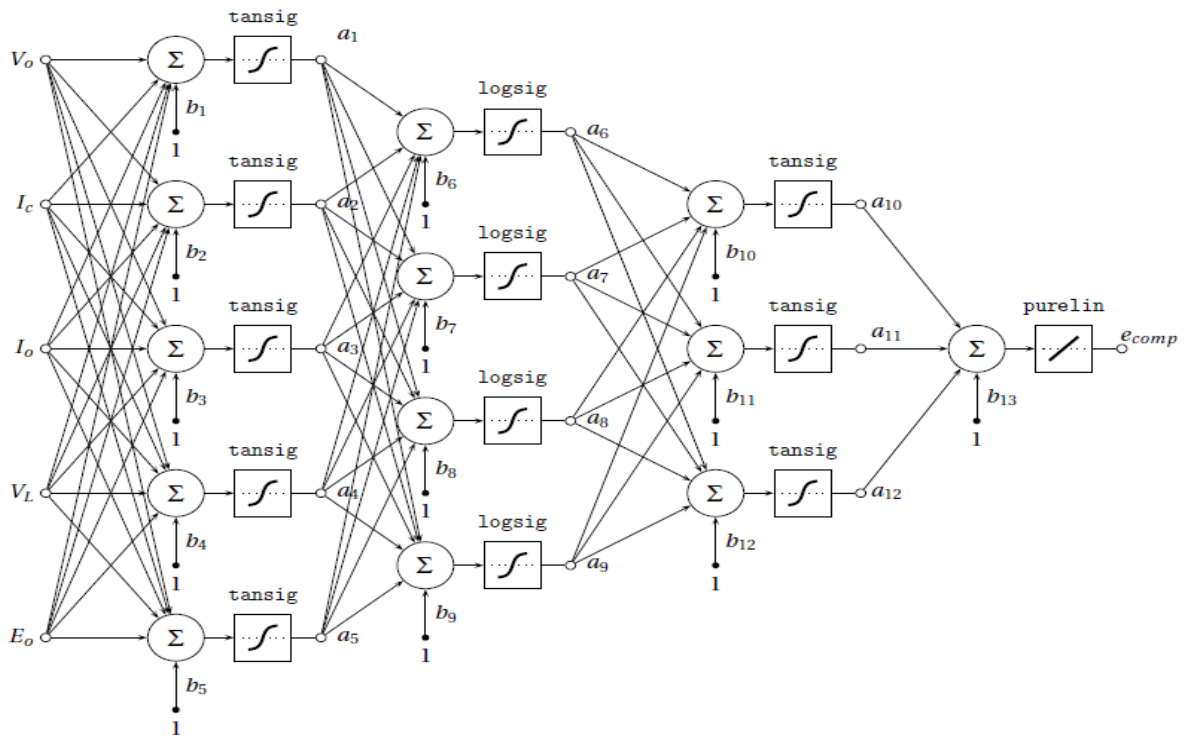 tansig
a1
Vo
Σ
logsig
b1
Σ
a6
1
tansig
tansig
b6
Ic
Σ
a2
1
Σ
a10
logsig
b2
b10
Σ
a7
1
1
tansig
tansig
purelin
b7
Io
Σ
a3
1
Σ
a11
Σ
ecomp
logsig
b3
b11
b13
Σ
a8
1
1
1
tansig
tansig
b8
VL
Σ
a4
1
Σ
a12
logsig
b4
b12
Σ
a9
1
1
tansig
b9
Eo
Σ
a5
1
b5
1